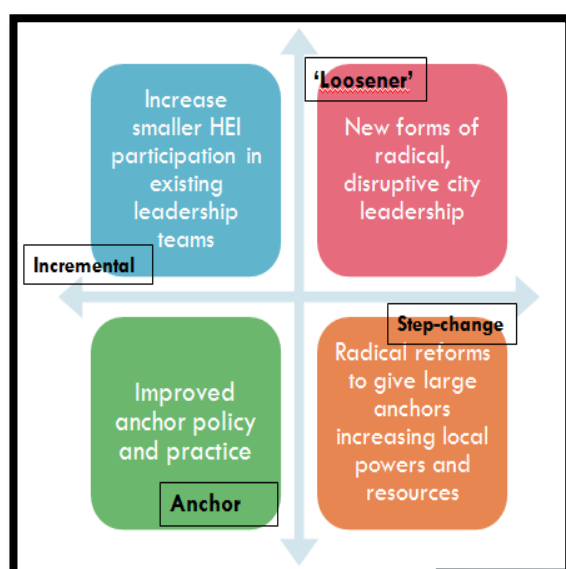 ‘Loosener’
Increase
smaller HEI
participation in
existing
leadership
teams
New forms of
radical,
disruptive city
leadership
Incremental
Step-change
Improved
anchor policy
and practice
Radical reforms
to give large
anchors
increasing local
powers and
resources
Anchor